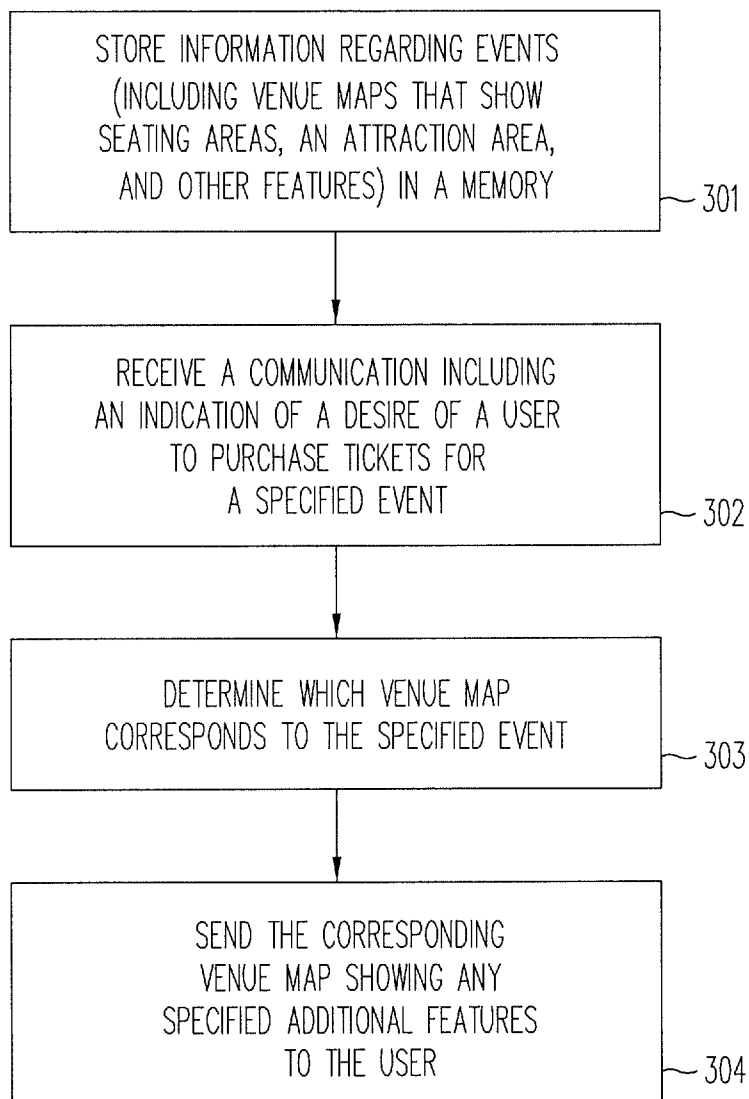 STORE INFORMATION REGARDING EVENTS
(INCLUDING VENUE MAPS THAT SHOW
SEATING AREAS, AN ATTRACTION AREA,
AND OTHER FEATURES) IN A MEMORY
301
RECEIVE A COMMUNICATION INCLUDING
AN INDICATION OF A DESIRE OF A USER
TO PURCHASE TICKETS FOR
A SPECIFIED EVENT
302
DETERMINE WHICH VENUE MAP
CORRESPONDS TO THE SPECIFIED EVENT
303
SEND THE CORRESPONDING
VENUE MAP SHOWING ANY
SPECIFIED ADDITIONAL FEATURES
TO THE USER
304